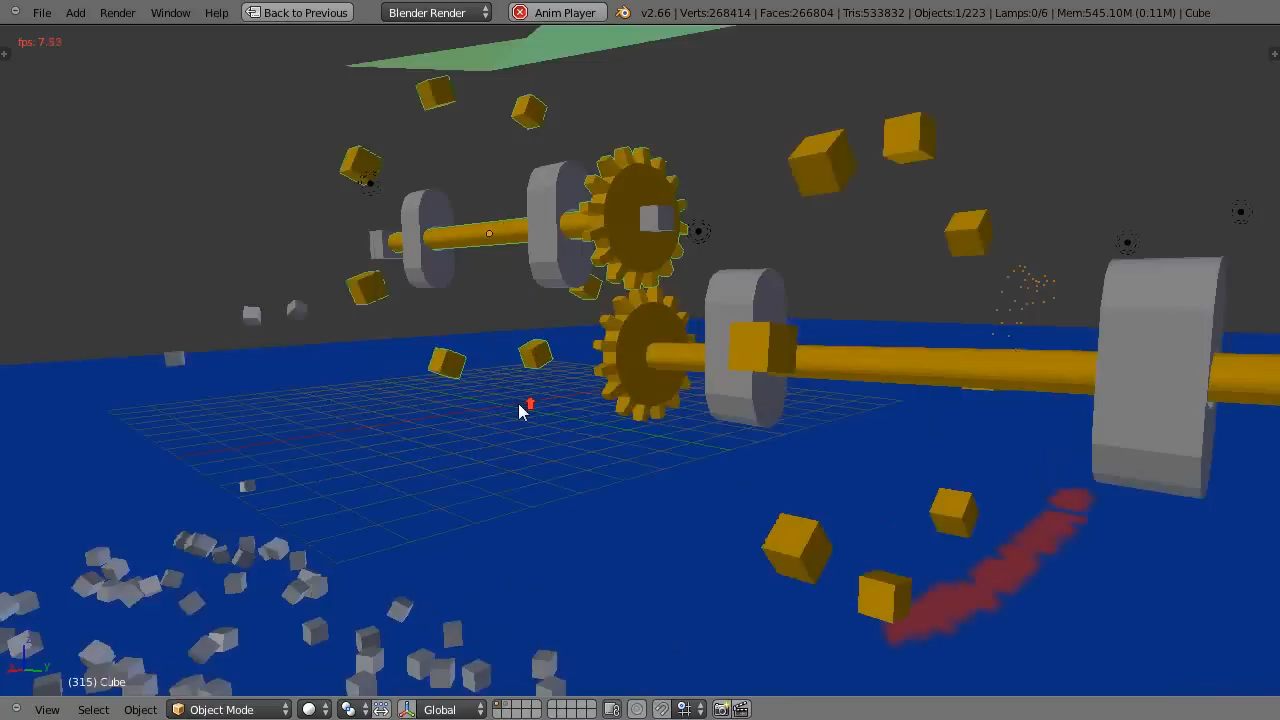 File Add Render Window Help Back to Previous Blender Render Anim Player v2.66 | Verts:268414 | Faces:266804 | Tris:533832 | Objects:1/223 | Lamps:0/6 | Mem:545.10M (0.11M) | Cube
fps: 7.53
z
x y
(315) Cube
View Select Object Object Mode Global